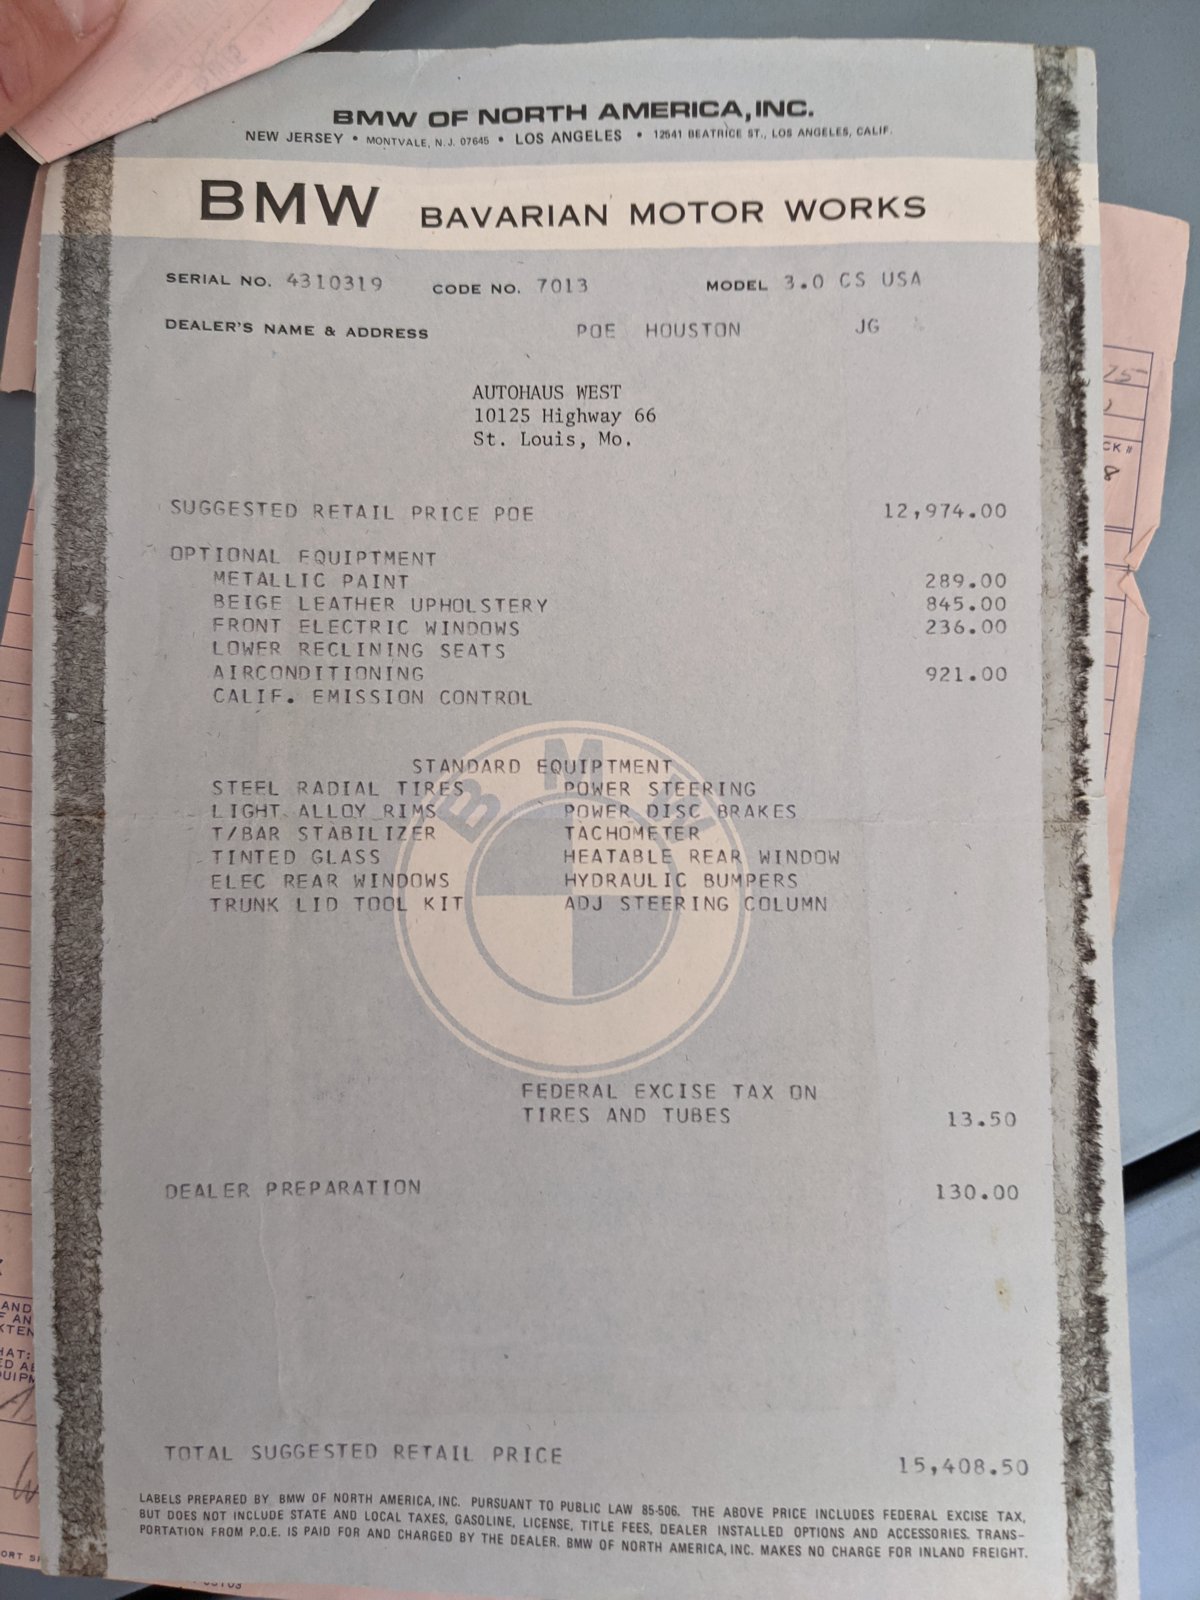 BMW OF NORTH AMERICA, INC.
NEW JERSEY • MONTVALE, N.J. 07645 • LOS ANGELES • 12541 BEATRICE ST., LOS ANGELES, CALIF.
BMW BAVARIAN MOTOR WORKS
SERIAL NO. 4310319 CODE NO. 7013 MODEL 3.0 CS USA
DEALER'S NAME & ADDRESS POE HOUSTON JG
AUTOHAUS WEST
10125 Highway 66
St. Louis, Mo.
SUGGESTED RETAIL PRICE POE 12,974.00
OPTIONAL EQUIPTMENT
METALLIC PAINT 289.00
BEIGE LEATHER UPHOLSTERY 845.00
FRONT ELECTRIC WINDOWS 236.00
LOWER RECLINING SEATS
AIRCONDITIONING 921.00
CALIF. EMISSION CONTROL
BMW
STANDARD EQUIPTMENT
STEEL RADIAL TIRES POWER STEERING
LIGHT ALLOY RIMS POWER DISC BRAKES
T/BAR STABILIZER TACHOMETER
TINTED GLASS HEATABLE REAR WINDOW
ELEC REAR WINDOWS HYDRAULIC BUMPERS
TRUNK LID TOOL KIT ADJ STEERING COLUMN
FEDERAL EXCISE TAX ON
TIRES AND TUBES 13.50
DEALER PREPARATION 130.00
TOTAL SUGGESTED RETAIL PRICE 15,408.50
LABELS PREPARED BY BMW OF NORTH AMERICA, INC. PURSUANT TO PUBLIC LAW 85-506. THE ABOVE PRICE INCLUDES FEDERAL EXCISE TAX,
BUT DOES NOT INCLUDE STATE AND LOCAL TAXES, GASOLINE, LICENSE, TITLE FEES, DEALER INSTALLED OPTIONS AND ACCESSORIES. TRANS-
PORTATION FROM P.O.E. IS PAID FOR AND CHARGED BY THE DEALER. BMW OF NORTH AMERICA, INC. MAKES NO CHARGE FOR INLAND FREIGHT.